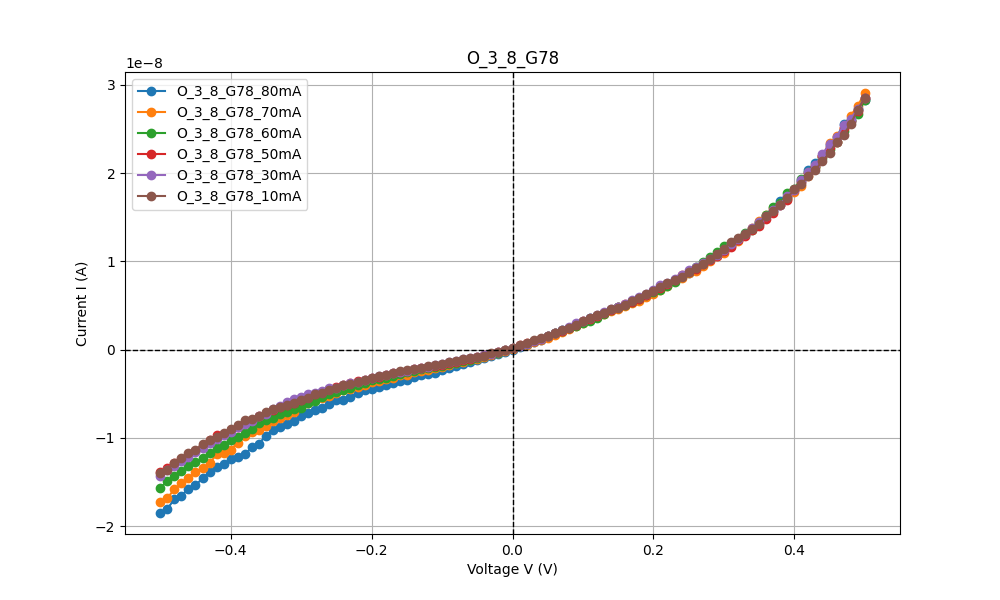 O_3_8_G78
1e−8
O_3_8_G78_80mA
O_3_8_G78_70mA
O_3_8_G78_60mA
O_3_8_G78_50mA
O_3_8_G78_30mA
O_3_8_G78_10mA
3
2
1
0
−1
−2
Current I (A)
−0.4 −0.2 0.0 0.2 0.4
Voltage V (V)